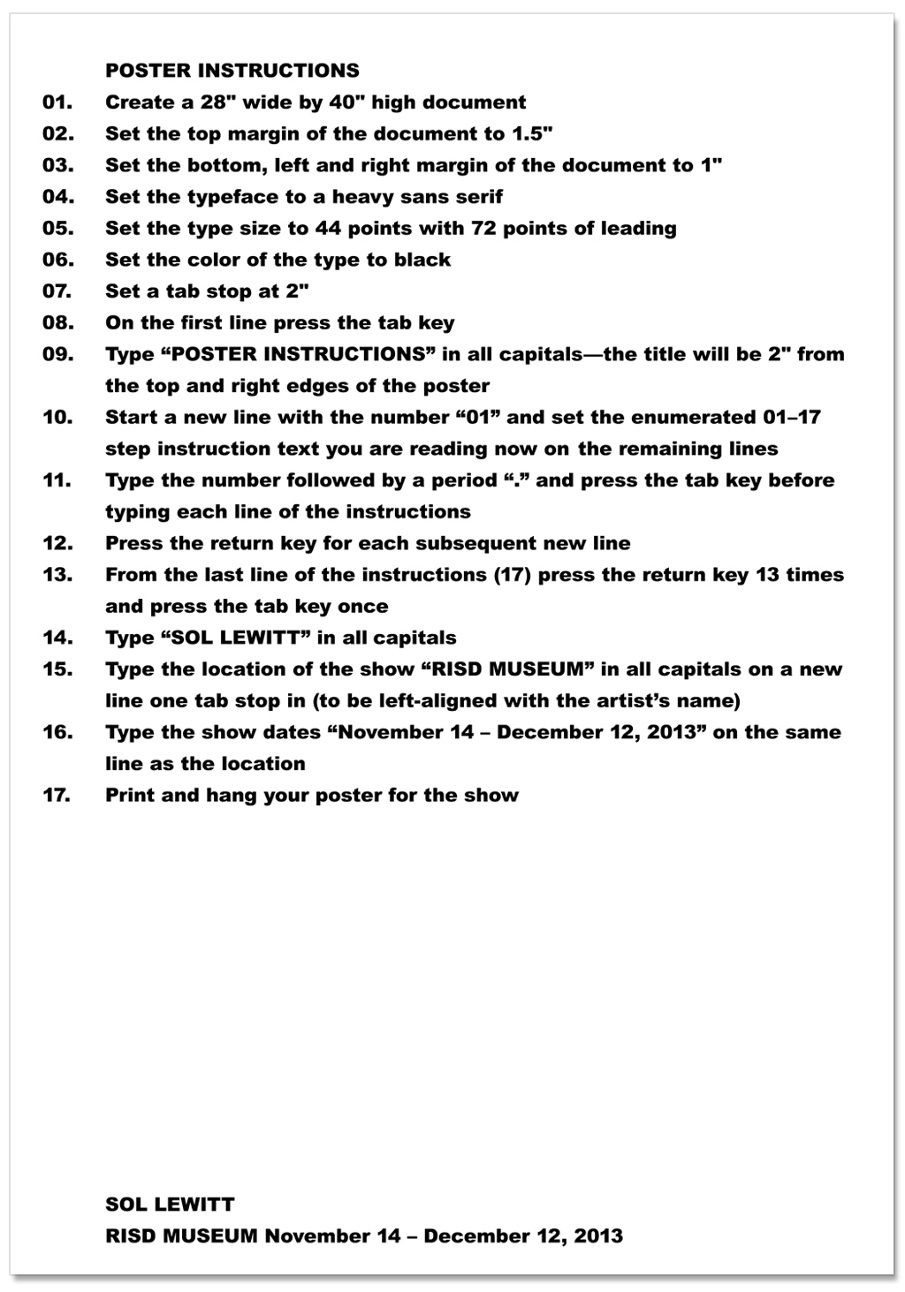 POSTER INSTRUCTIONS
01. Create a 28" wide by 40" high document
02. Set the top margin of the document to 1.5"
03. Set the bottom, left and right margin of the document to 1"
04. Set the typeface to a heavy sans serif
05. Set the type size to 44 points with 72 points of leading
06. Set the color of the type to black
07. Set a tab stop at 2"
08. On the first line press the tab key
09. Type “POSTER INSTRUCTIONS” in all capitals—the title will be 2" from
the top and right edges of the poster
10. Start a new line with the number “01” and set the enumerated 01–17
step instruction text you are reading now on the remaining lines
11. Type the number followed by a period “.” and press the tab key before
typing each line of the instructions
12. Press the return key for each subsequent new line
13. From the last line of the instructions (17) press the return key 13 times
and press the tab key once
14. Type “SOL LEWITT” in all capitals
15. Type the location of the show “RISD MUSEUM” in all capitals on a new
line one tab stop in (to be left-aligned with the artist’s name)
16. Type the show dates “November 14 – December 12, 2013” on the same
line as the location
17. Print and hang your poster for the show
SOL LEWITT
RISD MUSEUM November 14 – December 12, 2013